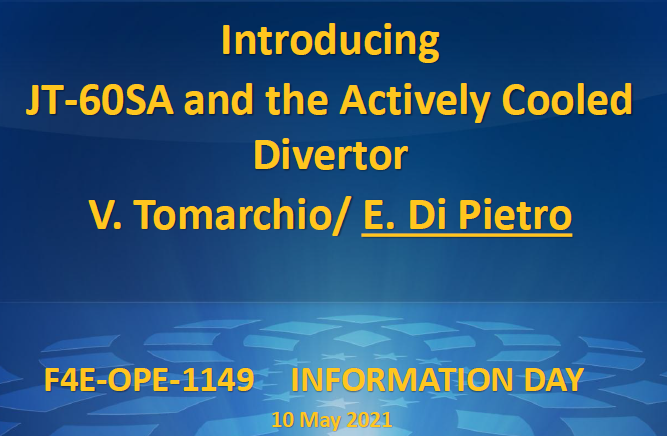 Introducing
JT-60SA and the Actively Cooled
Divertor
V. Tomarchio/ E. Di Pietro
F4E-OPE-1149 INFORMATION DAY
10 May 2021